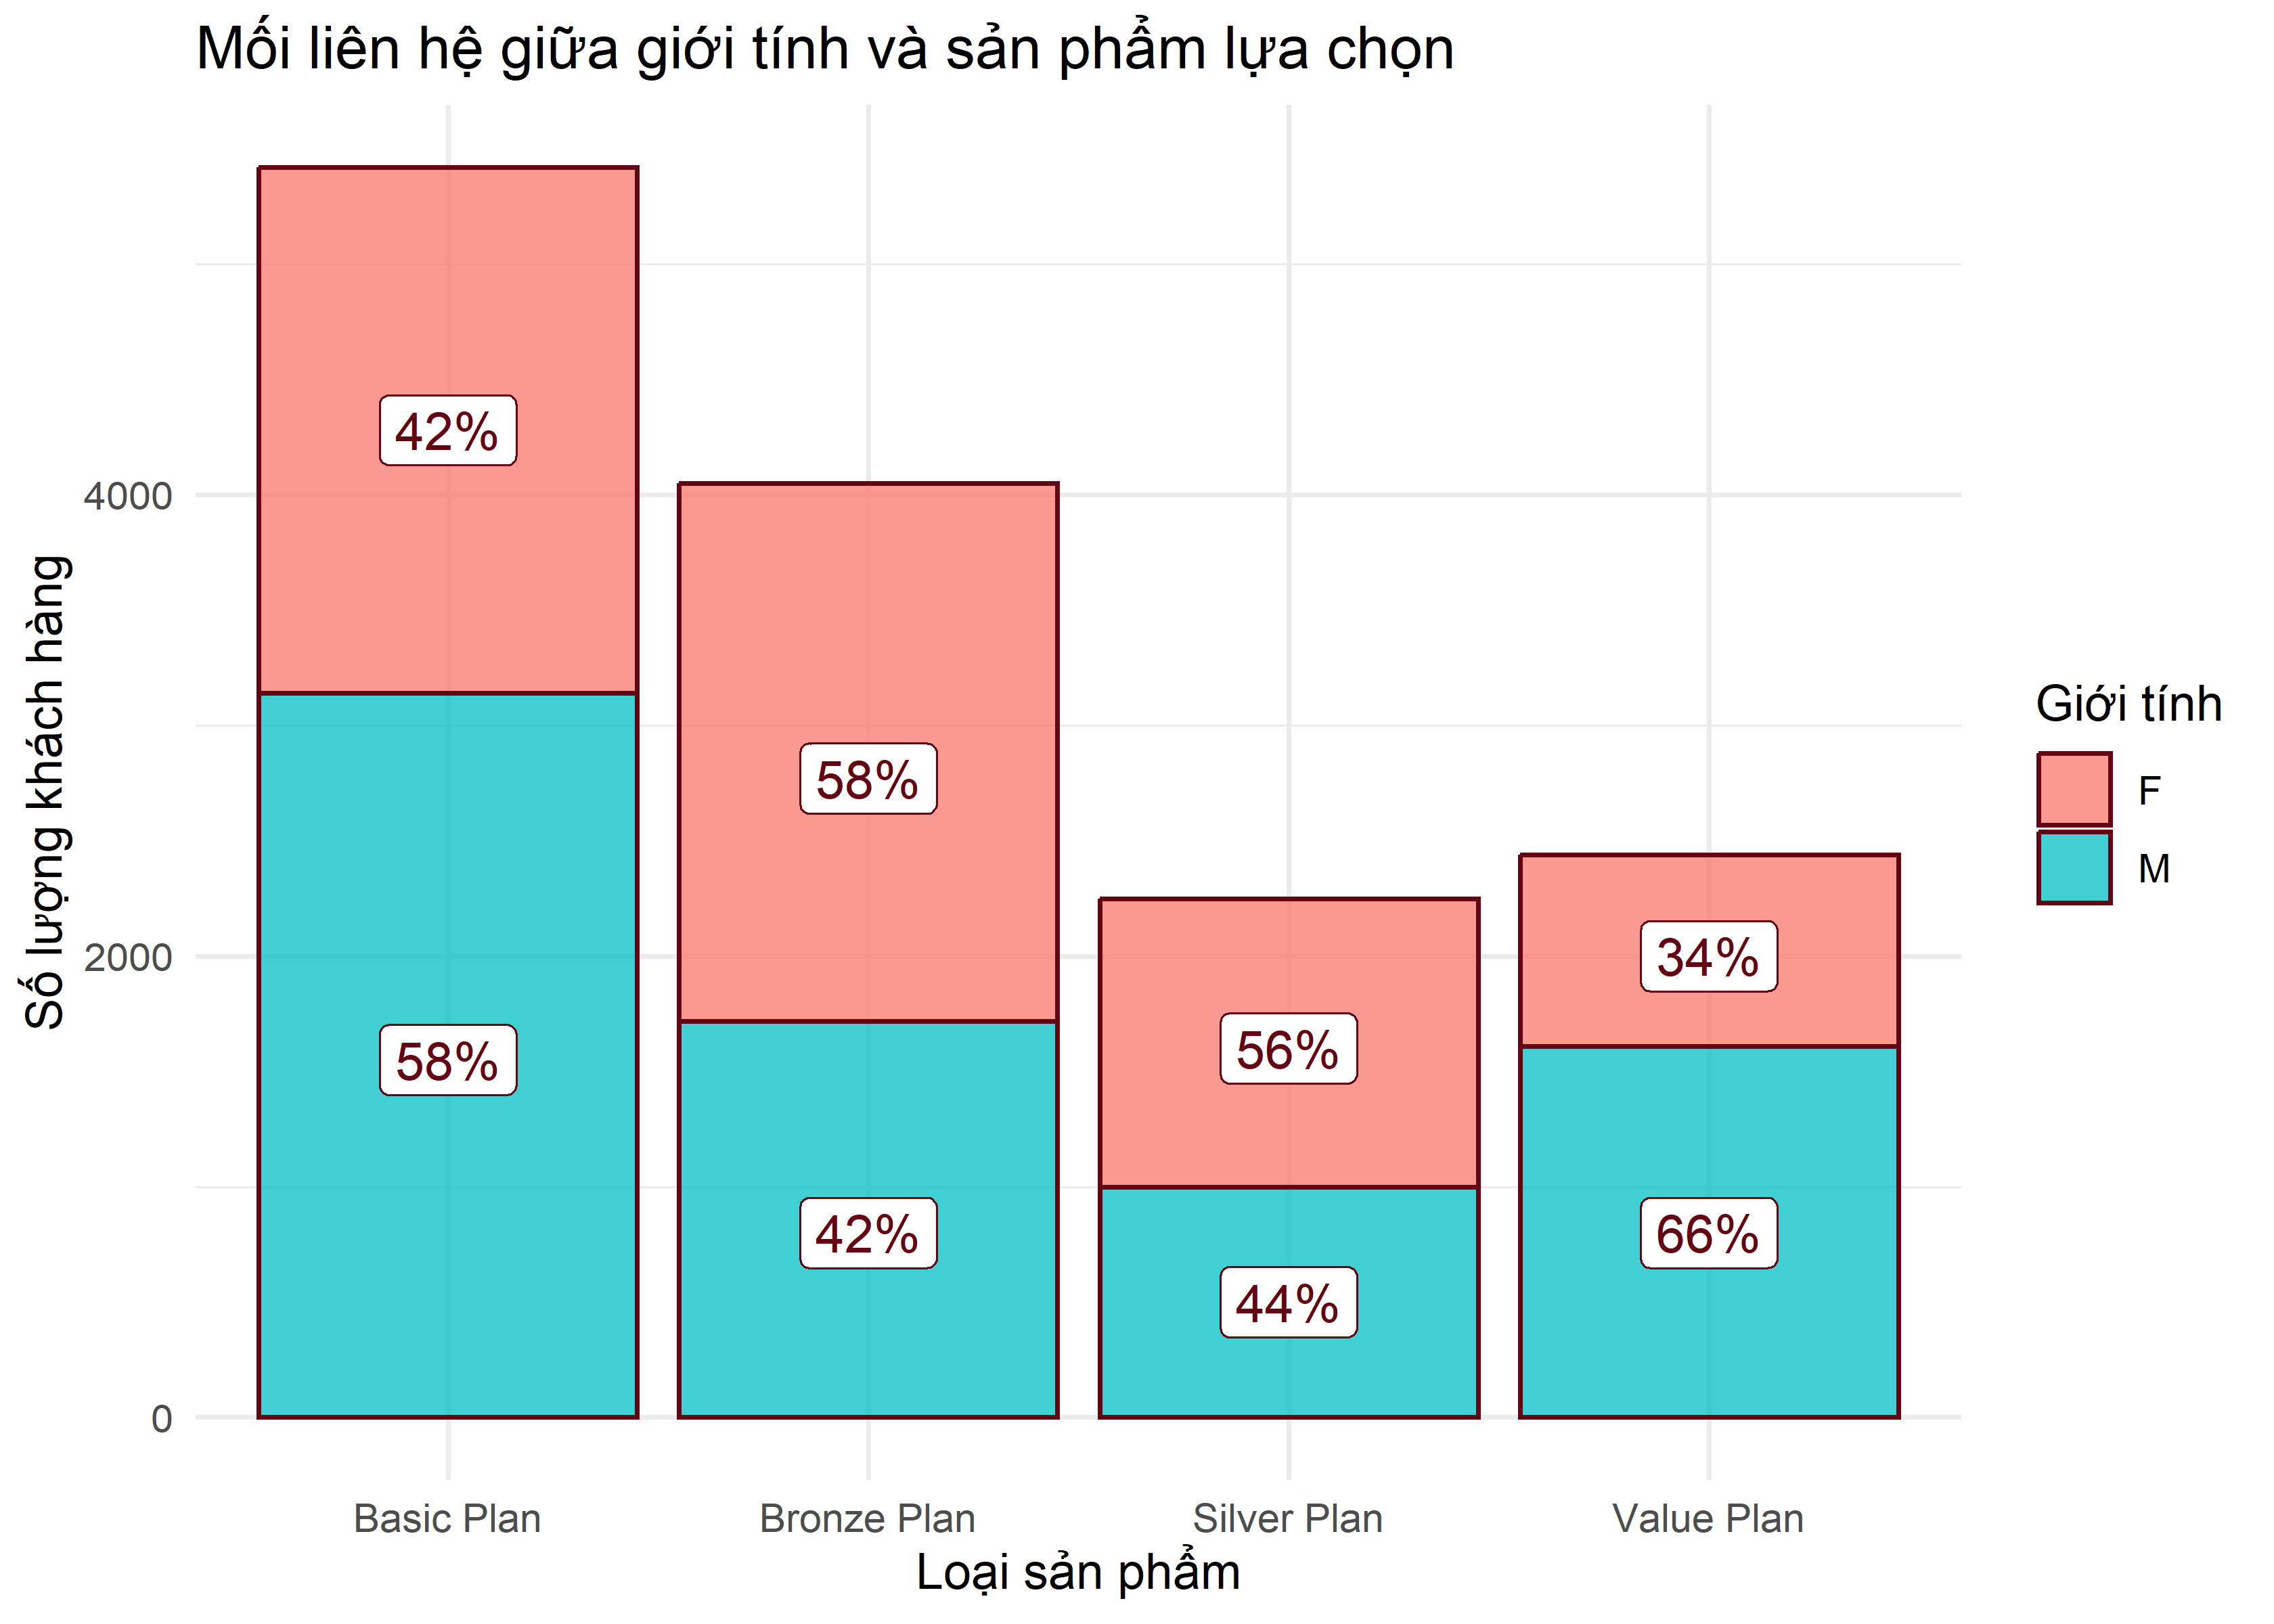 Mối liên hệ giữa giới tính và sản phẩm lựa chọn
Số lượng khách hàng
4000
2000
0
42%
58%
58%
42%
56%
44%
34%
66%
Basic Plan
Bronze Plan
Silver Plan
Value Plan
Loại sản phẩm
Giới tính
F
M